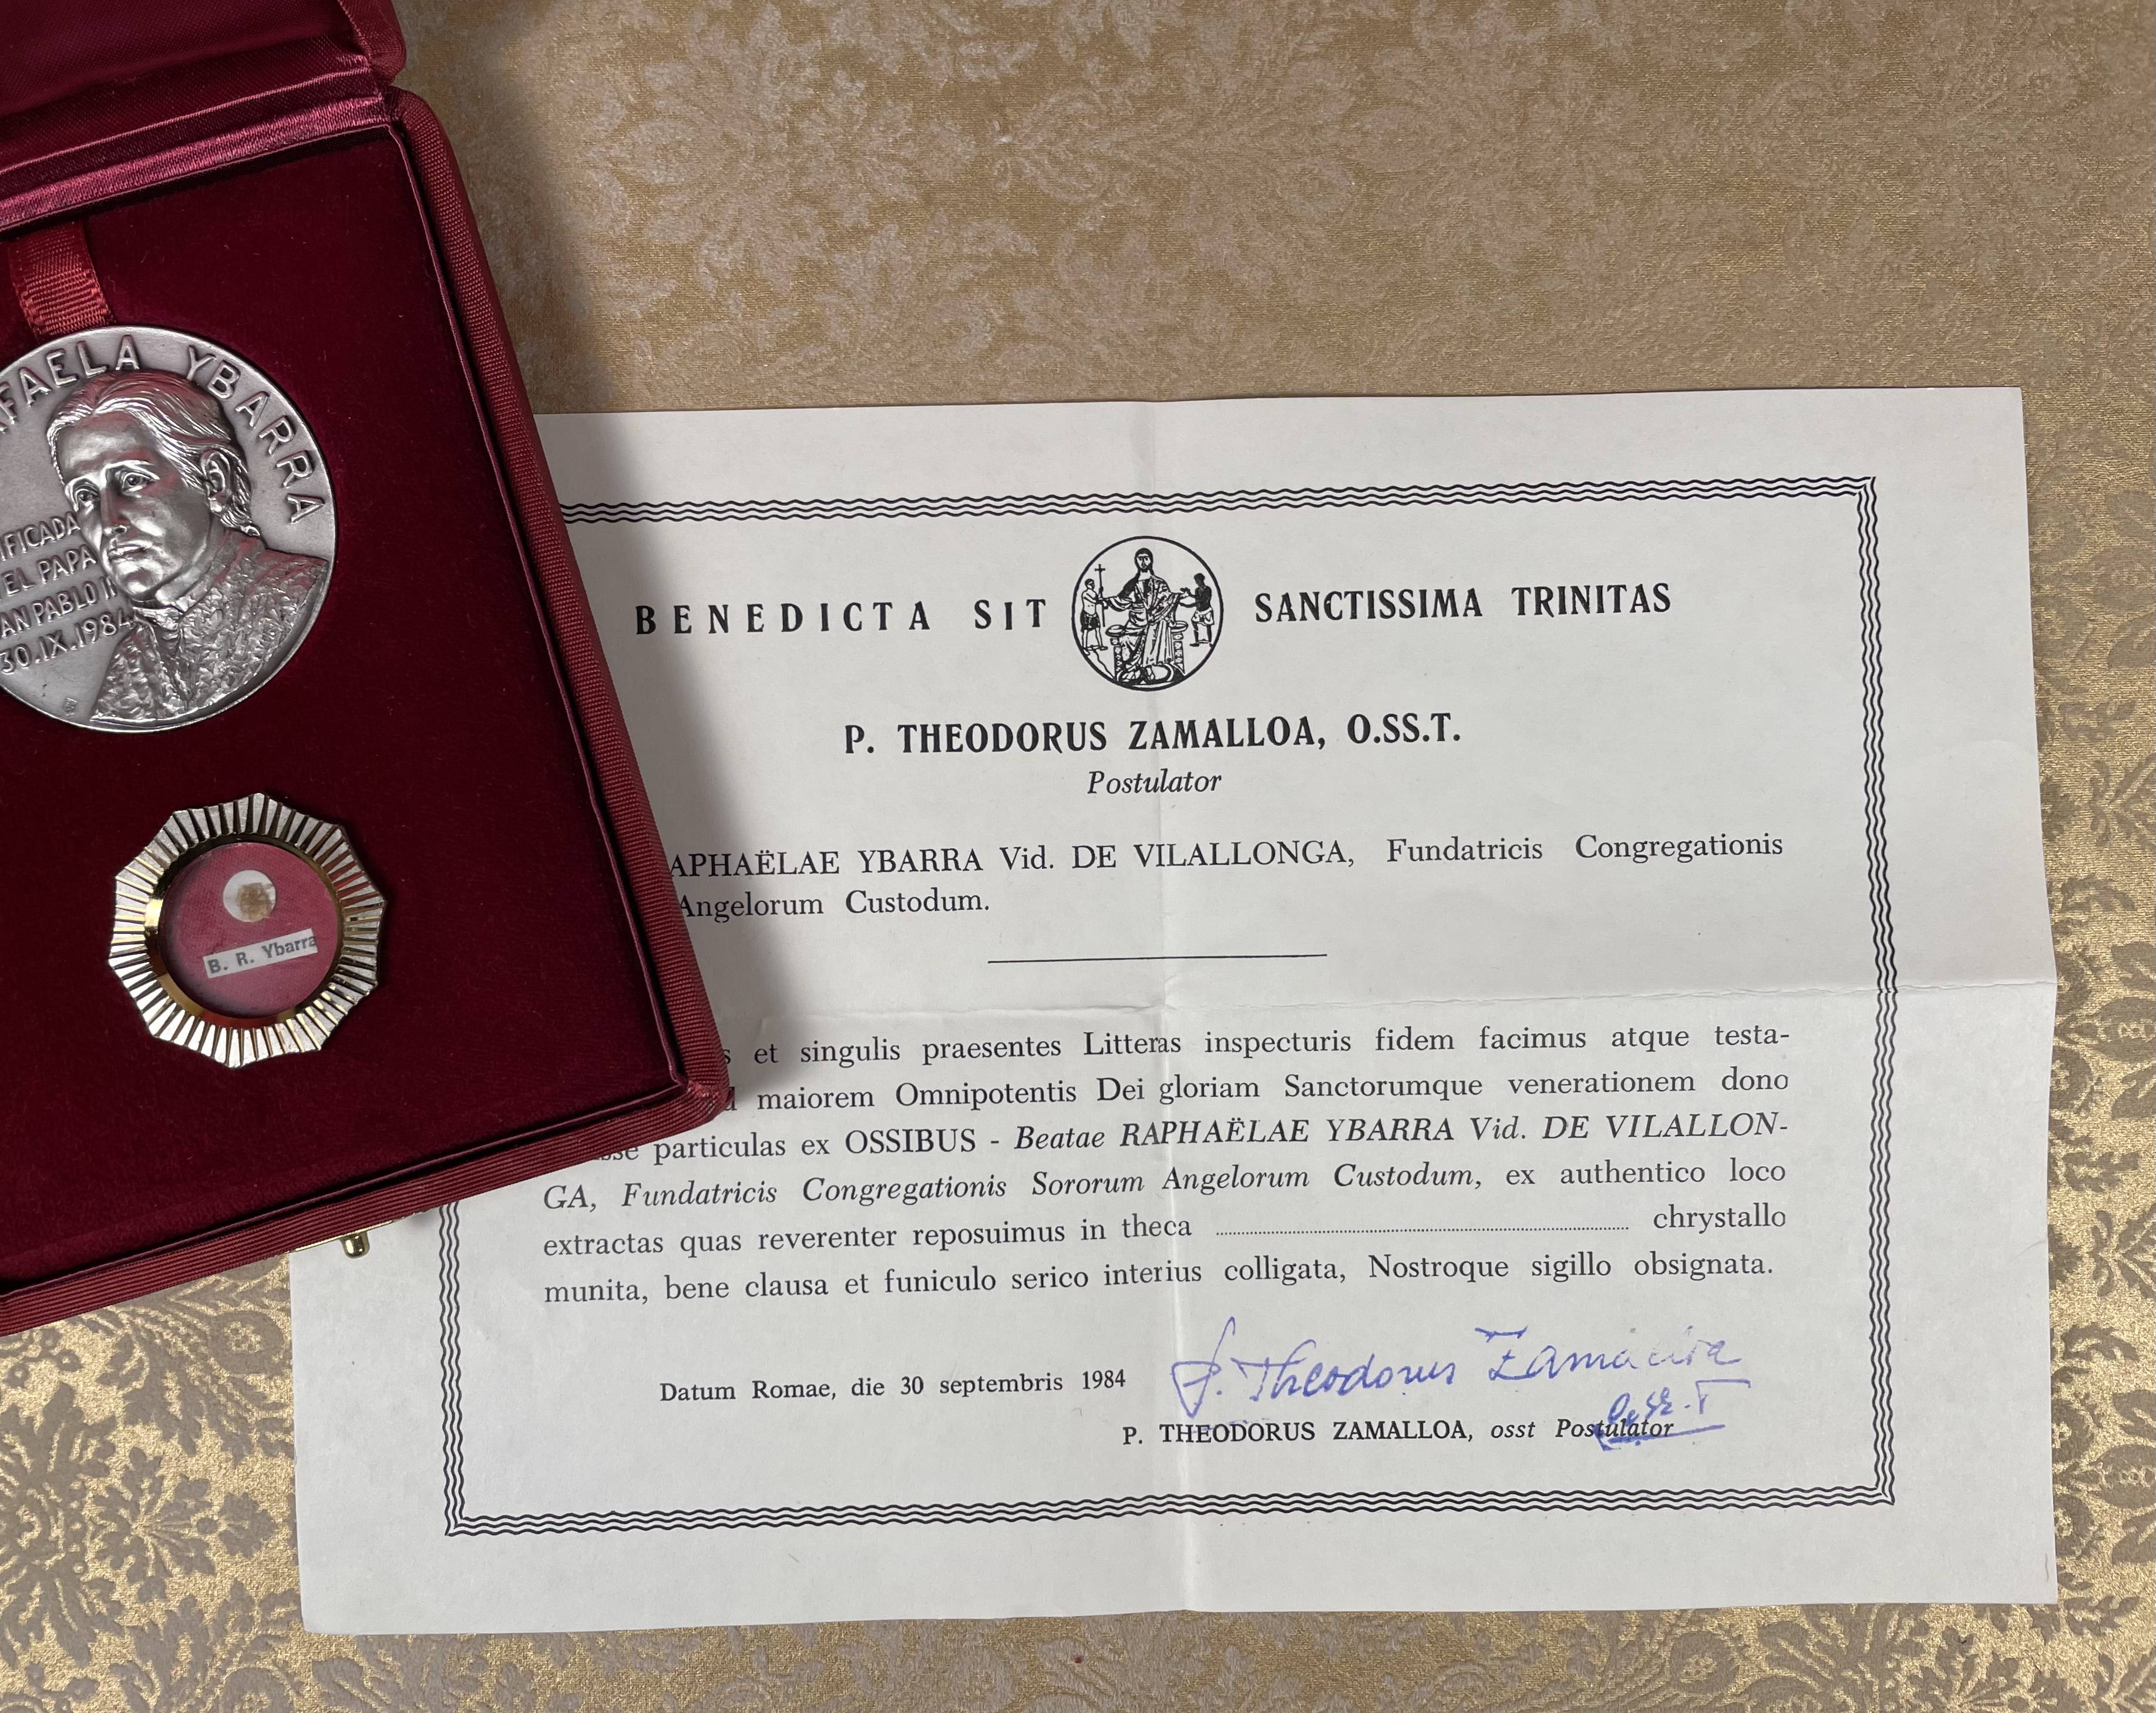 FAELA YBARRA
IFICADA
EL PAPA
AN PABLO II
30.IX.1984
B. R. Ybarra
BENEDICTA SIT SANCTISSIMA TRINITAS
P. THEODORUS ZAMALLOA, O.SS.T.
Postulator
APHAËLAE YBARRA Vid. DE VILALLONGA, Fundatricis Congregationis
Angelorum Custodum.
s et singulis praesentes Litteras inspecturis fidem facimus atque testa-
maiorem Omnipotentis Dei gloriam Sanctorumque venerationem dono
sse particulas ex OSSIBUS - Beatae RAPHAËLAE YBARRA Vid. DE VILALLON-
GA, Fundatricis Congregationis Sororum Angelorum Custodum, ex authentico loco
extractas quas reverenter reposuimus in theca chrystallo
munita, bene clausa et funiculo serico interius colligata, Nostroque sigillo obsignata.
Datum Romae, die 30 septembris 1984
P. Theodorus Zamalloa
P. THEODORUS ZAMALLOA, osst Postulator